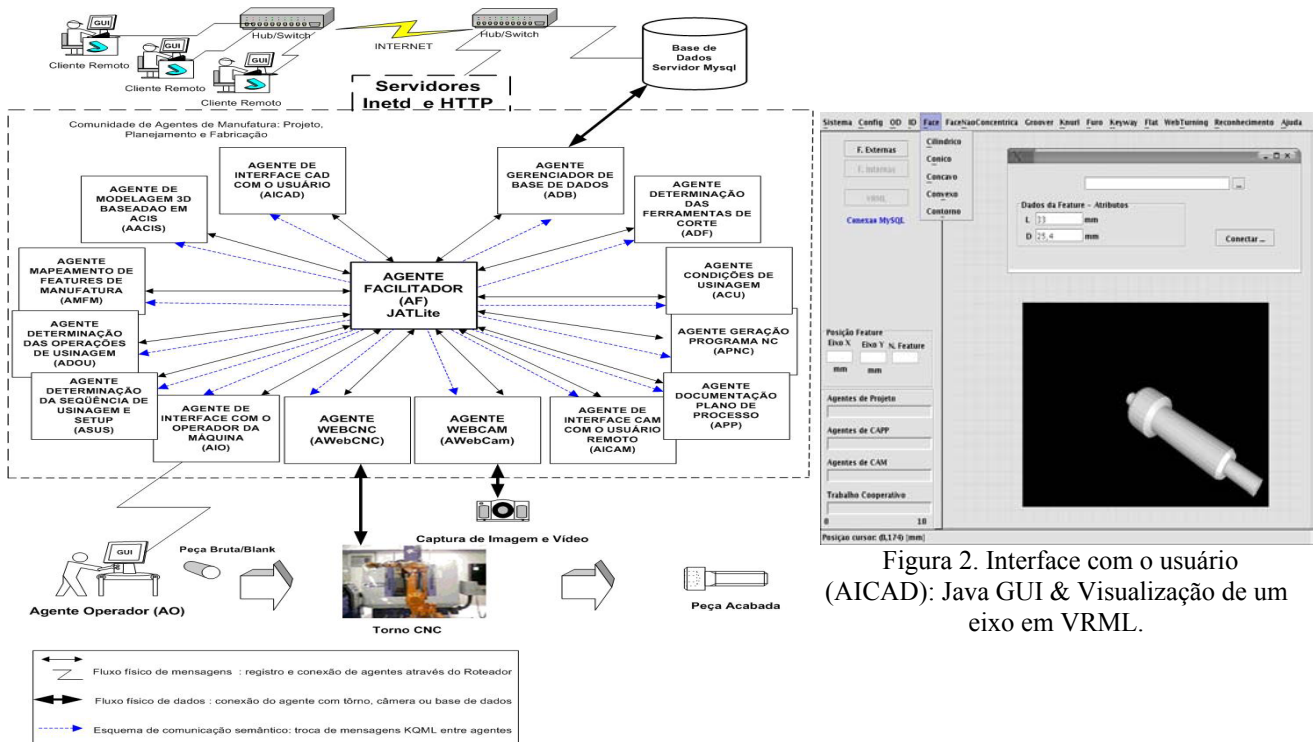 GUI
Cliente Remoto
GUI
Cliente Remoto
GUI
Cliente Remoto
Hub/Switch
INTERNET
Hub/Switch
Base de
Dados
Servidor Mysql
Servidores
Inetd e HTTP
Comunidade de Agentes de Manufatura: Projeto,
Planejamento e Fabricação
AGENTE DE
INTERFACE CAD
COM O USUÁRIO
(AICAD)
AGENTE
GERENCIADOR DE
BASE DE DADOS
(ADB)
AGENTE DE
MODELAGEM 3D
BASEADAO EM
ACIS
(AACIS)
AGENTE
DETERMINAÇÃO
DAS
FERRAMENTAS DE
CORTE
(ADF)
AGENTE
MAPEAMENTO DE
FEATURES DE
MANUFATURA
(AMFM)
AGENTE
FACILITADOR
(AF)
JATLite
AGENTE
CONDIÇÕES DE
USINAGEM
(ACU)
AGENTE
DETERMINAÇÃO
DAS OPERAÇÕES
DE USINAGEM
(ADOU)
AGENTE GERAÇÃO
PROGRAMA NC
(APNC)
AGENTE
DETERMINAÇÃO
DA SEQÜÊNCIA DE
USINAGEM E
SETUP
(ASUS)
AGENTE DE
INTERFACE COM O
OPERADOR DA
MÁQUINA
(AIO)
AGENTE
WEBCNC
(AWebCNC)
AGENTE
WEBCAM
(AWebCam)
AGENTE DE
INTERFACE CAM
COM O USUÁRIO
REMOTO
(AICAM)
AGENTE
DOCUMENTAÇÃO
PLANO DE
PROCESSO
(APP)
Captura de Imagem e Vídeo
GUI
Peça Bruta/Blank
Agente Operador (AO)
Torno CNC
Peça Acabada
Fluxo físico de mensagens : registro e conexão de agentes através do Roteador
Fluxo físico de dados : conexão do agente com tôrno, câmera ou base de dados
Esquema de comunicação semântico: troca de mensagens KQML entre agentes
Sistema Config OD ID Face FaceNaoConcentrica Groover Knurl Furo Keyway Flat WebTurning Reconhecimento Ajuda
F. Externas
F. Internas
VRML
Conexao MySQL
Cilindrico
Conico
Concavo
Convexo
Contorno
...
Dados da Feature - Atributos
L 33 mm
D 25,4 mm
Conectar ...
Posição Feature
Eixo X Eixo Y N. Feature
mm mm
Agentes de Projeto
Agentes de CAPP
Agentes de CAM
Trabalho Cooperativo
0 10
Posiçao cursor: (0,174) [mm]
Figura 2. Interface com o usuário
(AICAD): Java GUI & Visualização de um
eixo em VRML.